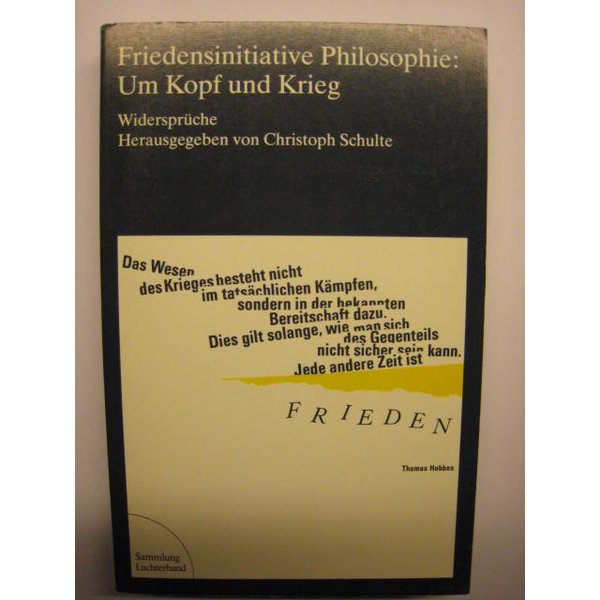 Friedensinitiative Philosophie:
Um Kopf und Krieg
Widersprüche
Herausgegeben von Christoph Schulte
Das Wesen
des Krieges besteht nicht
im tatsächlichen Kämpfen,
sondern in der bekannten
Bereitschaft dazu.
Dies gilt solange, wie man sich
des Gegenteils
nicht sicher sein kann.
Jede andere Zeit ist
FRIEDEN
Thomas Hobbes
Sammlung
Luchterhand